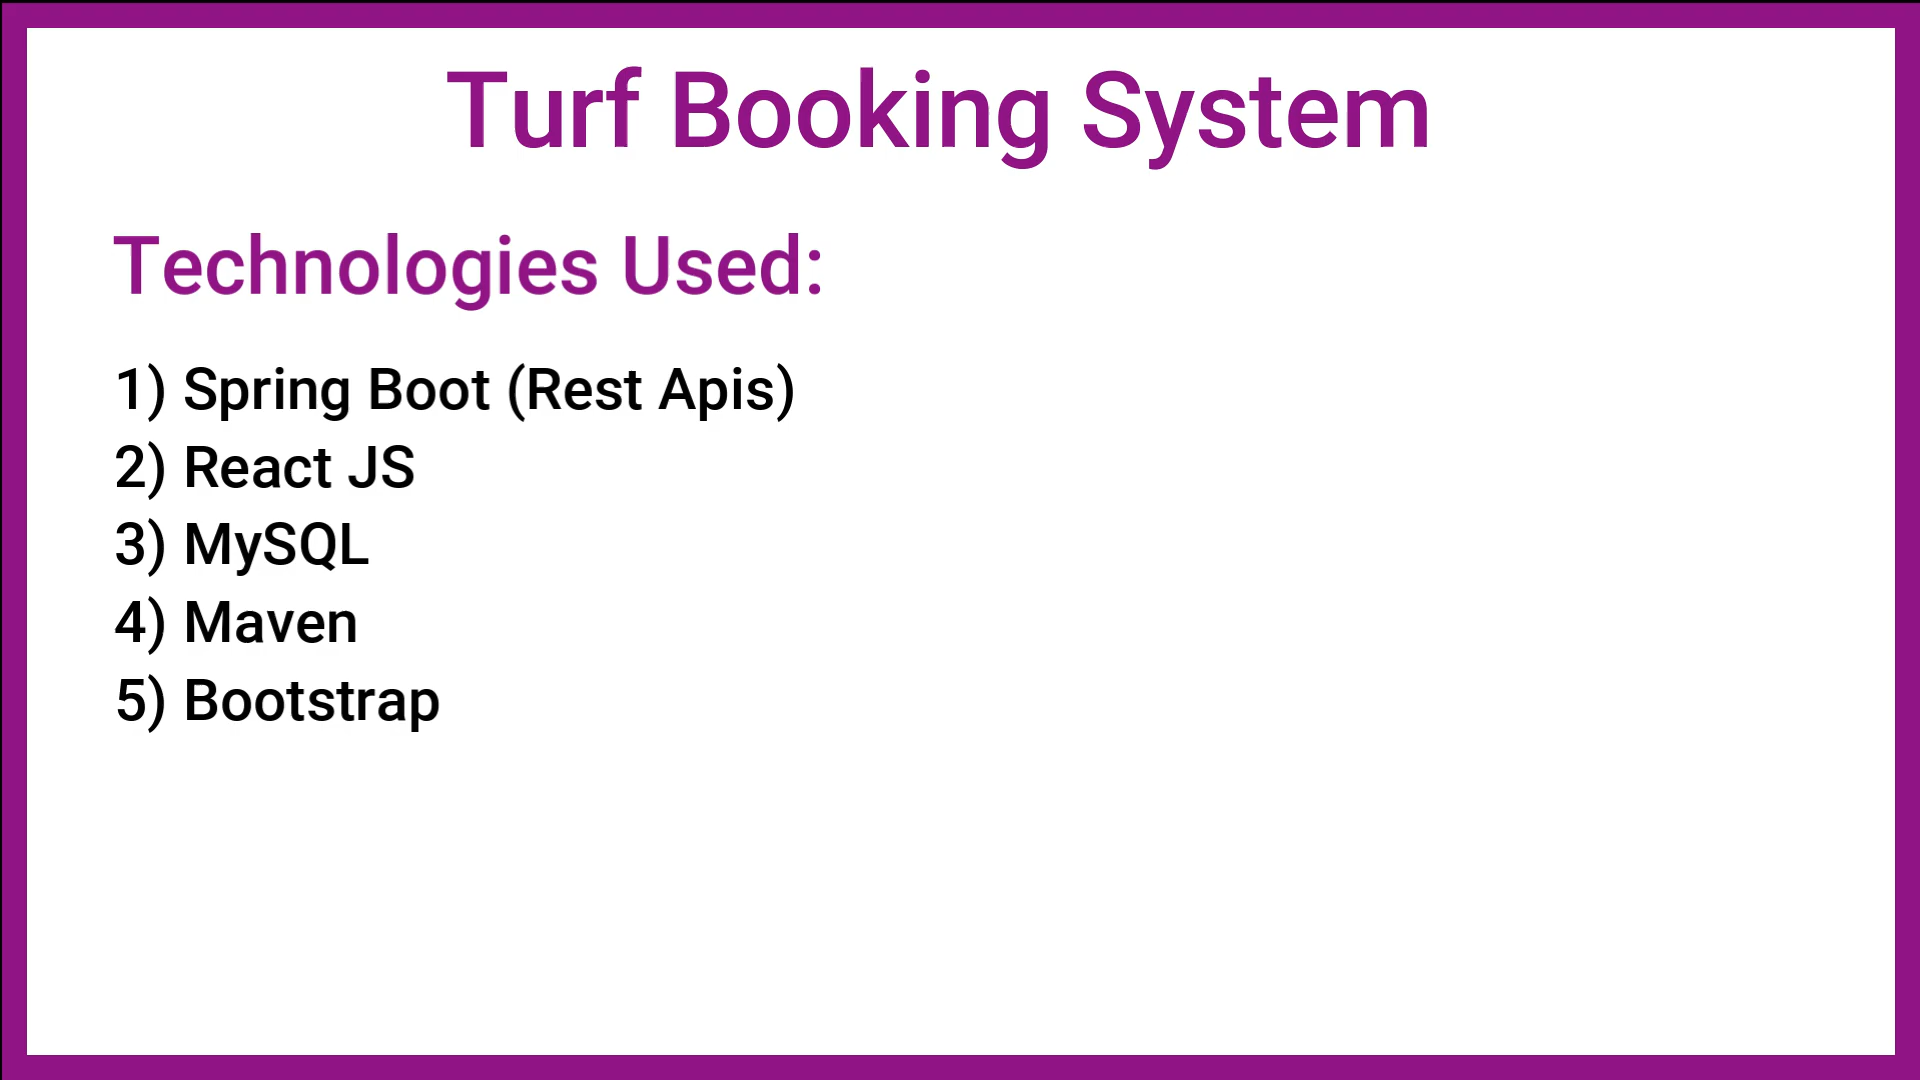 Turf Booking System
Technologies Used:
1) Spring Boot (Rest Apis)
2) React JS
3) MySQL
4) Maven
5) Bootstrap